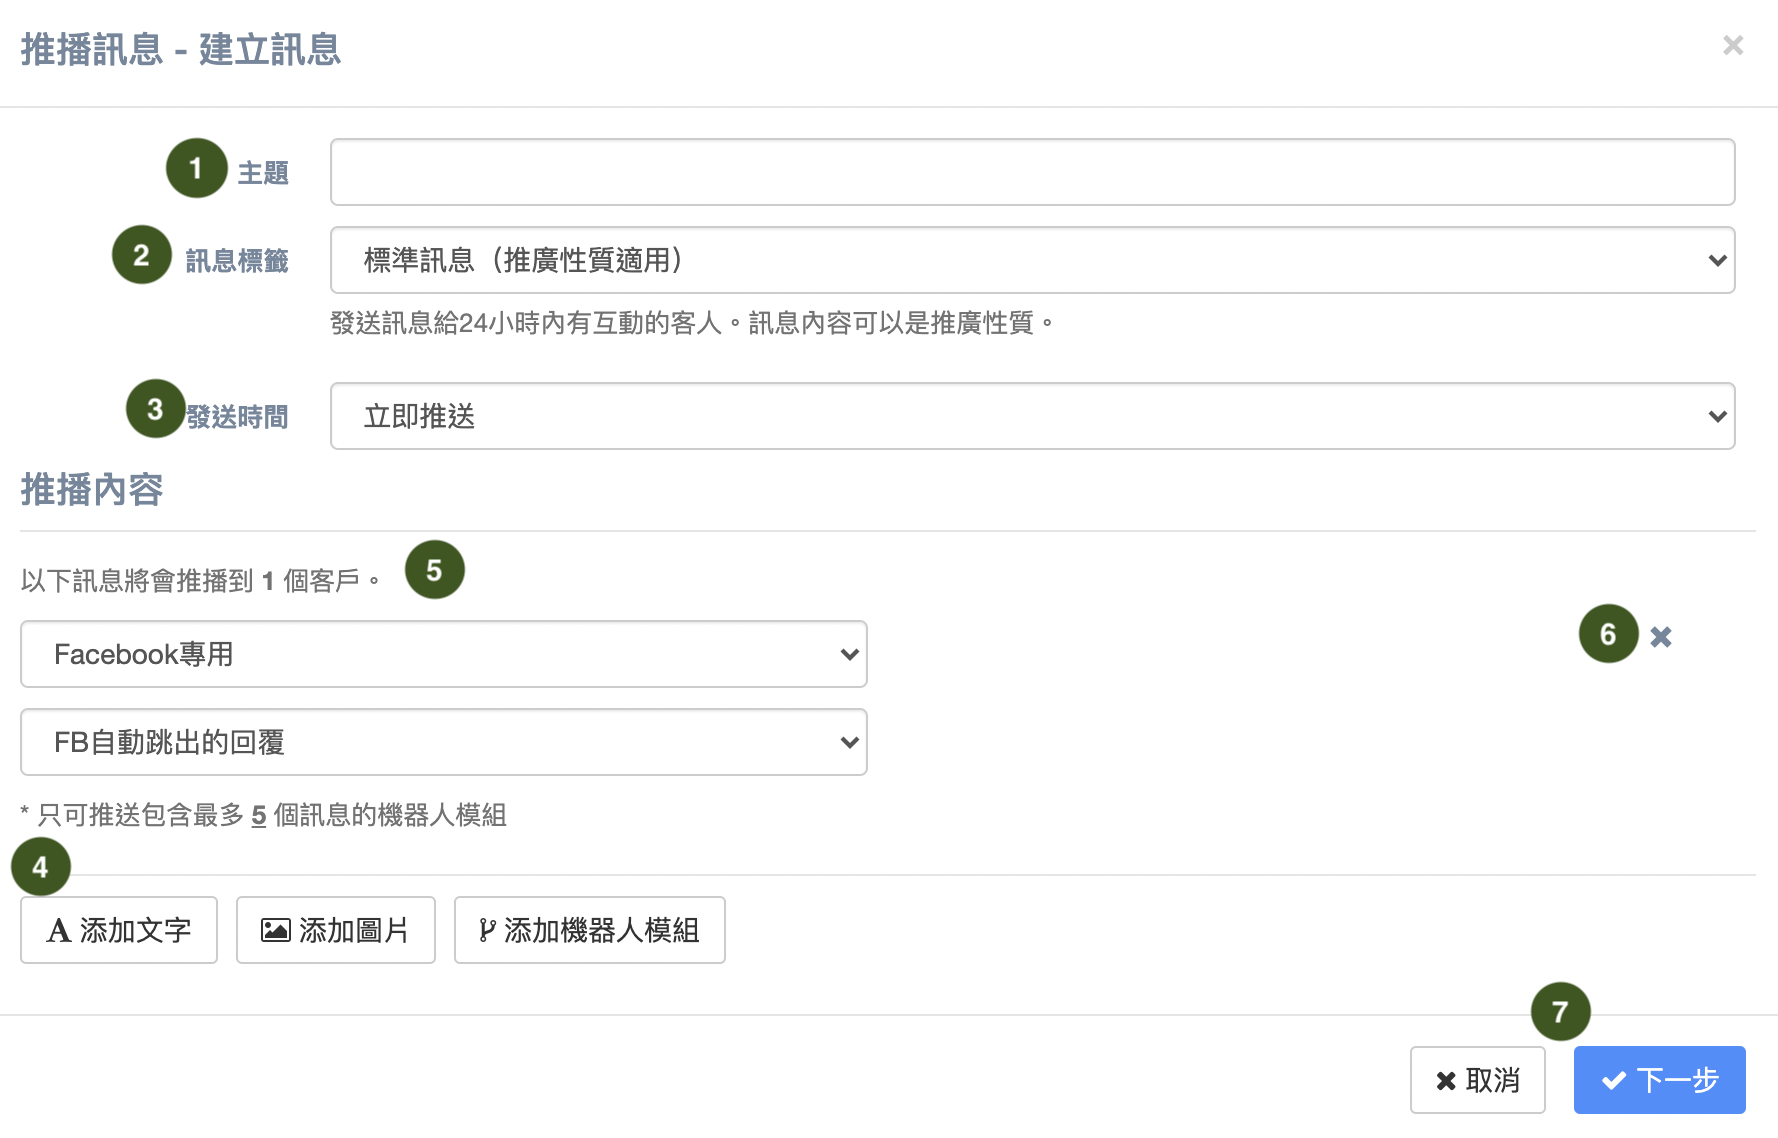 推播訊息 - 建立訊息
1 主題
2 訊息標籤 標準訊息（推廣性質適用）
發送訊息給24小時內有互動的客人。訊息內容可以是推廣性質。
3 發送時間 立即推送
推播內容
以下訊息將會推播到 1 個客戶。 5
Facebook專用
6
FB自動跳出的回覆
* 只可推送包含最多 5 個訊息的機器人模組
4
添加文字 添加圖片 添加機器人模組
7
取消 下一步